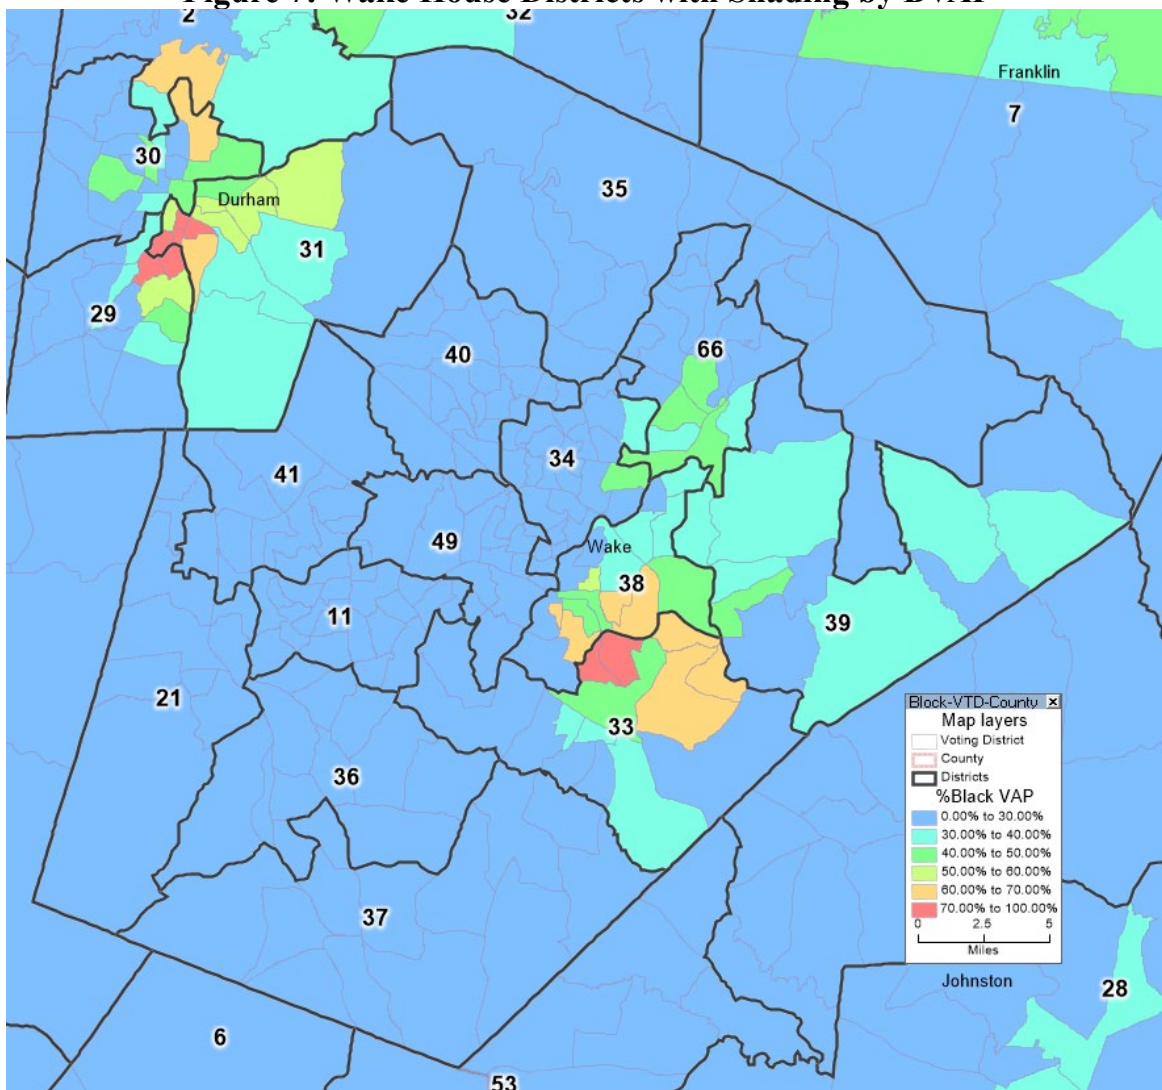 Figure 7: Wake House Districts with Shading by BVAP
2
32
Franklin
7
30
35
Durham
31
29
40
66
34
41
49
Wake
38
11
39
21
33
36
37
Block-VTD-County x
Map layers
Voting District
County
Districts
%Black VAP
0.00% to 30.00%
30.00% to 40.00%
40.00% to 50.00%
50.00% to 60.00%
60.00% to 70.00%
70.00% to 100.00%
0 2.5 5
Miles
Johnston
28
6
53